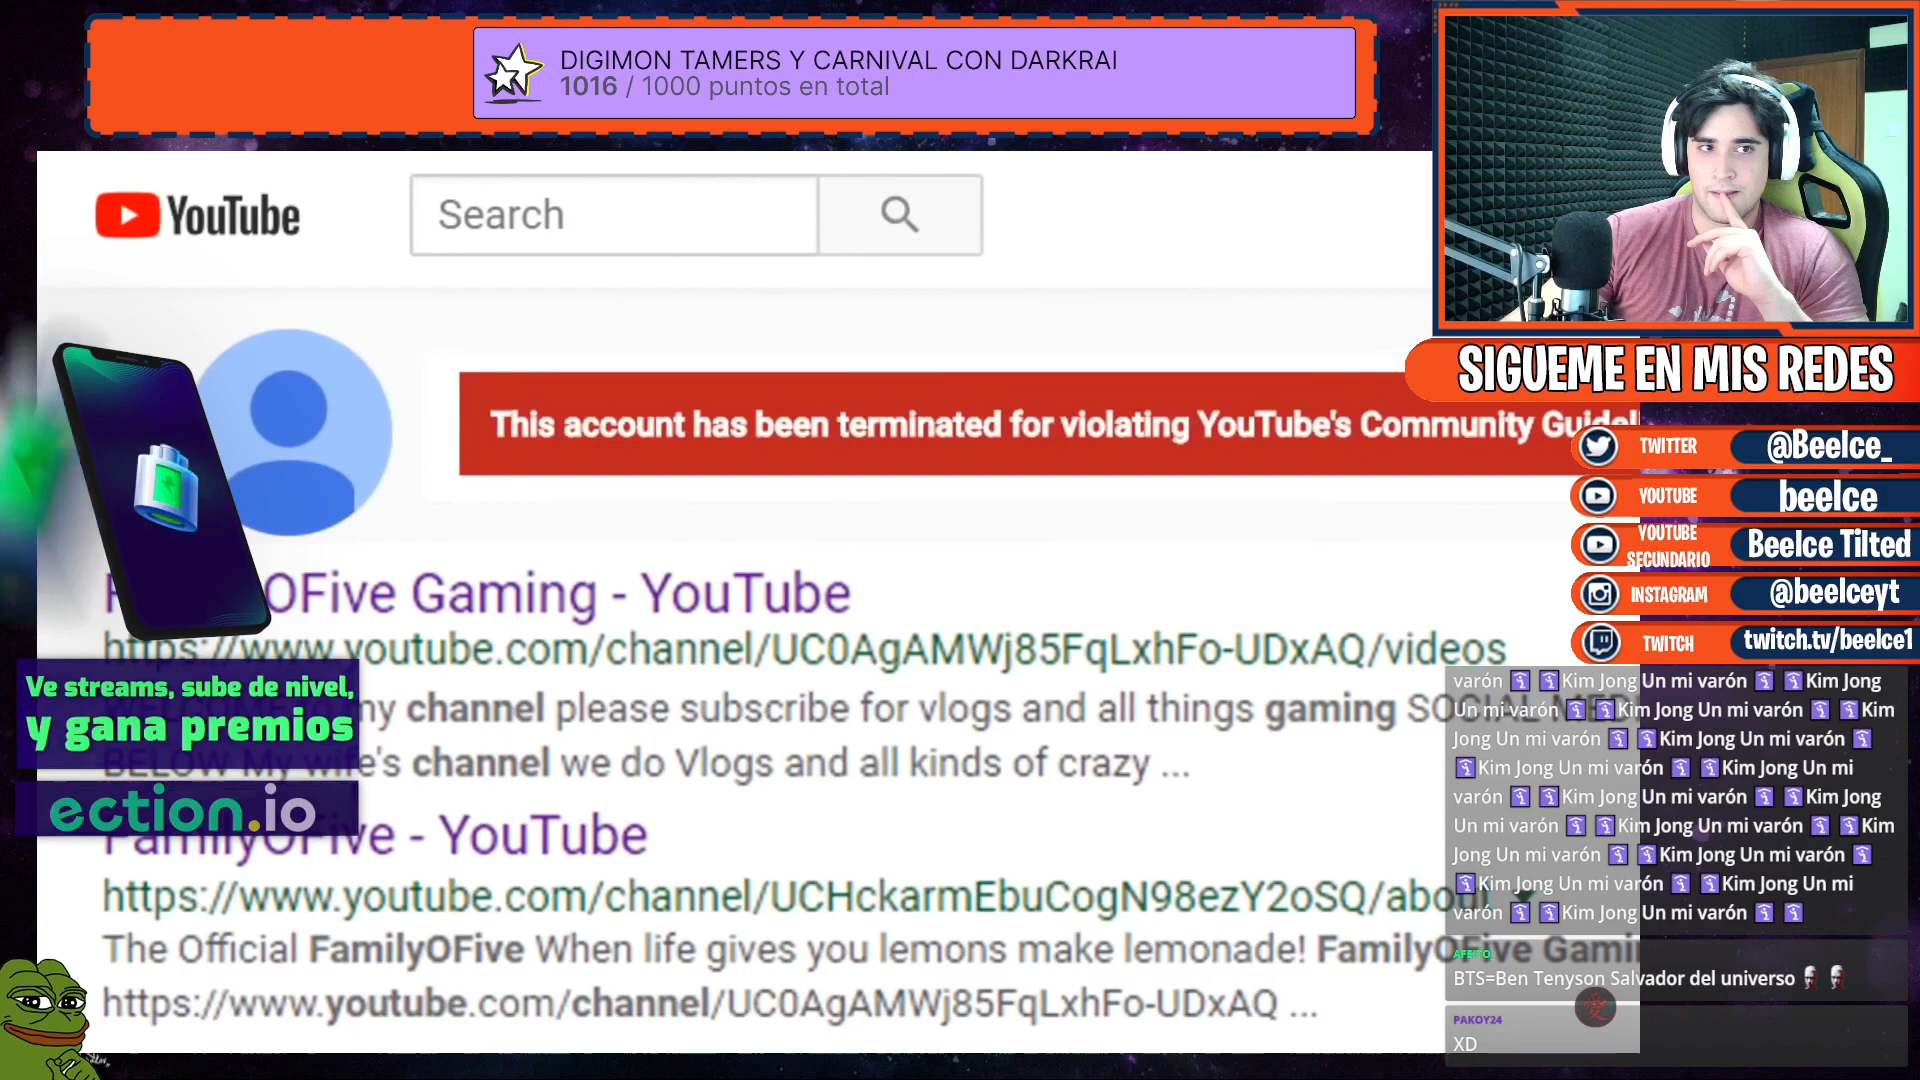 DIGIMON TAMERS Y CARNIVAL CON DARKRAI
1016 / 1000 puntos en total
YouTube
Search
This account has been terminated for violating YouTube's Community
OFive Gaming - YouTube
https://www.youtube.com/channel/UC0AgAMWj85FqLxhFo-UDxAQ/videos
my channel please subscribe for vlogs and all things gaming SOCIAL
BELOW My wife's channel we do Vlogs and all kinds of crazy ...
FamilyOFive - YouTube
https://www.youtube.com/channel/UCHckarmEbuCogN98ezY2oSQ/about
The Official FamilyOFive When life gives you lemons make lemonade! FamilyOFive
https://www.youtube.com/channel/UC0AgAMWj85FqLxhFo-UDxAQ ...
Ve streams, sube de nivel,
y gana premios
ection.io
SIGUEME EN MIS REDES
TWITTER @Beelce_
YOUTUBE beelce
YOUTUBE SECUNDARIO Beelce Tilted
INSTAGRAM @beelceyt
TWITCH twitch.tv/beelce1
varón Kim Jong Un mi varón Kim Jong
Un mi varón Kim Jong Un mi varón Kim
Jong Un mi varón Kim Jong Un mi varón
Kim Jong Un mi varón Kim Jong Un mi
varón Kim Jong Un mi varón Kim Jong
Un mi varón Kim Jong Un mi varón Kim
Jong Un mi varón Kim Jong Un mi varón
Kim Jong Un mi varón Kim Jong Un mi
varón Kim Jong Un mi varón
AFEITO
BTS=Ben Tenyson Salvador del universo
PAKOY24
XD